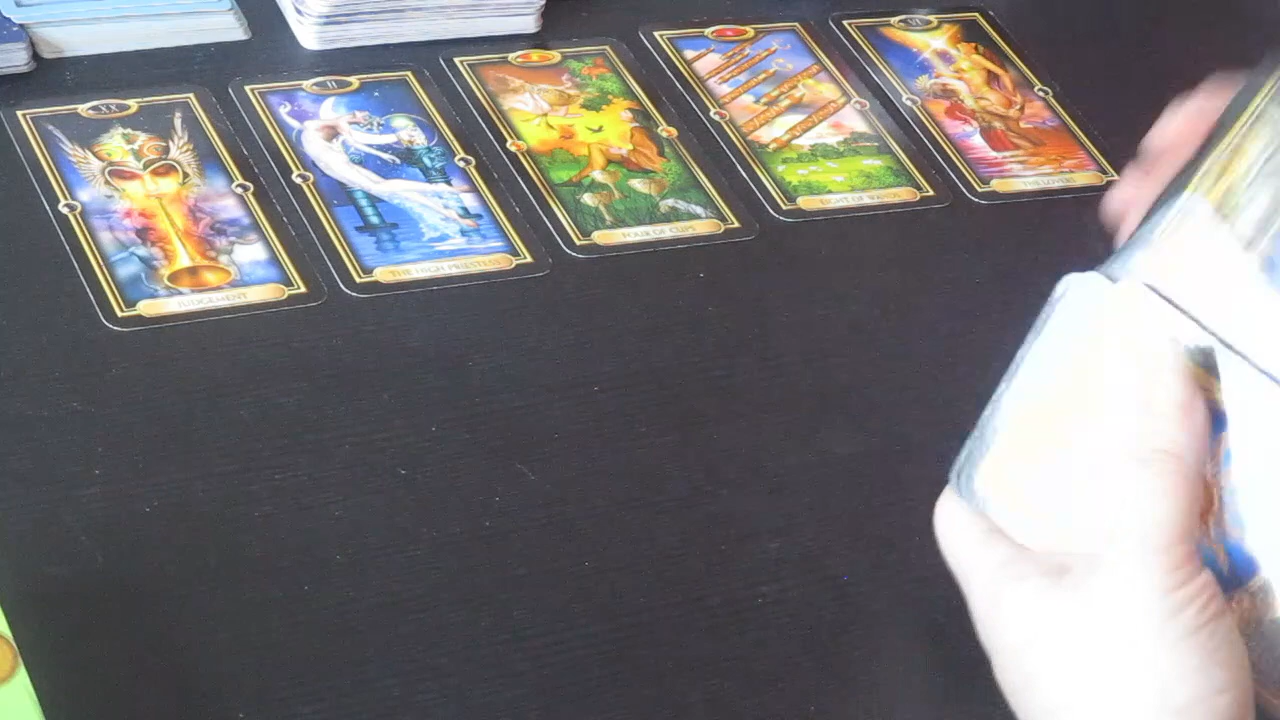 XX
JUDGEMENT
II
THE HIGH PRIESTESS
FOUR OF CUPS
EIGHT OF WANDS
VI
THE LOVERS